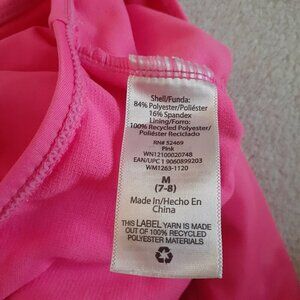 Shell/Funda:
84% Polyester/Poliéster
16% Spandex
Lining/Forro:
100% Recycled Polyester/
Poliéster Reciclado
RN# 52469
Pink
WN12100020748
EAN/UPC 1 9060899203
WM1263-1120
M
(7-8)
Made In/Hecho En
China
THIS LABEL YARN IS MADE
OUT OF 100% RECYCLED
POLYESTER MATERIALS